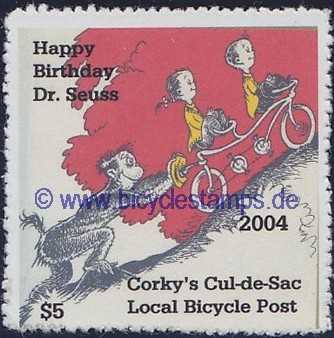 Happy
Birthday
Dr. Seuss
© www.bicyclestamps.de
2004
Corky's Cul-de-Sac
$5 Local Bicycle Post